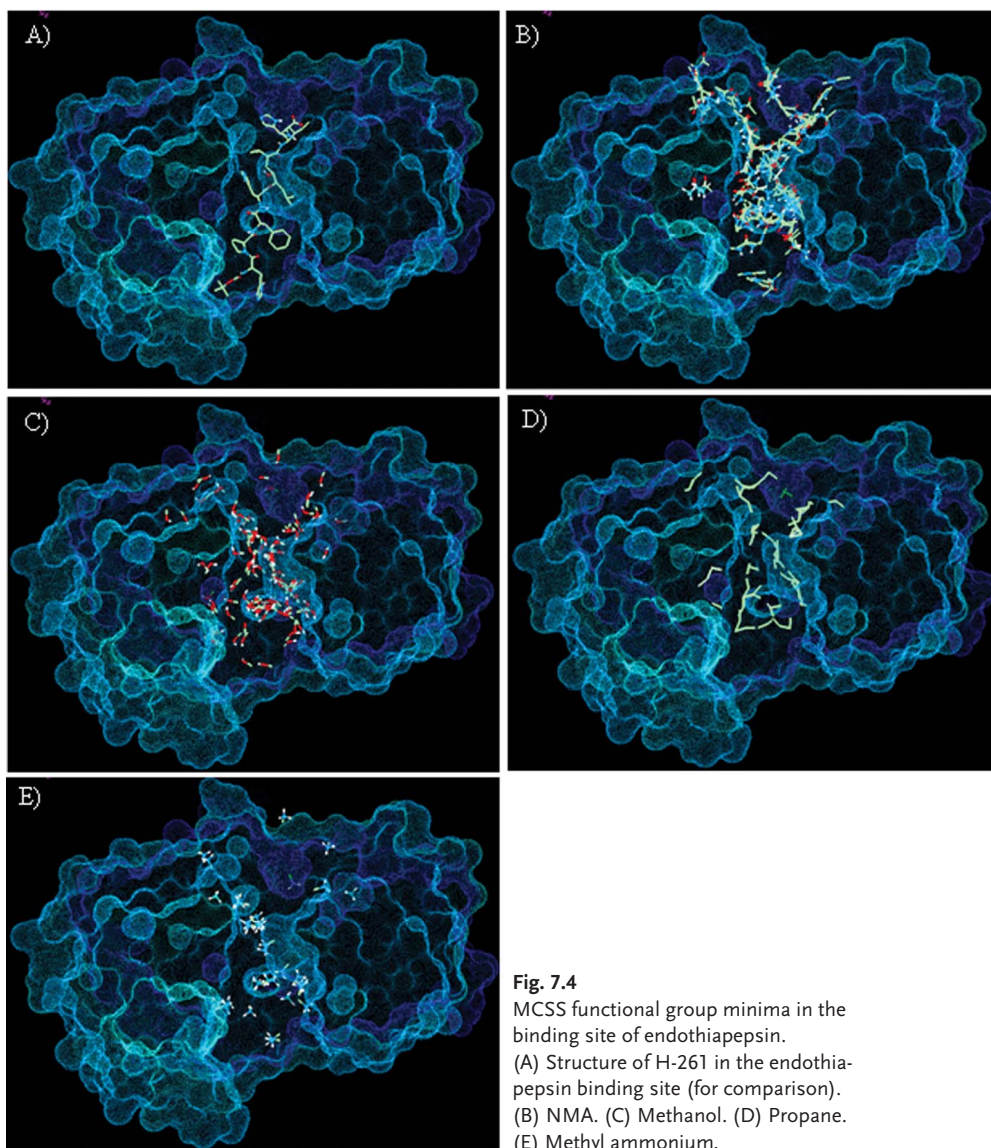 A)
B)
C)
D)
E)
Fig. 7.4
MCSS functional group minima in the
binding site of endothiapepsin.
(A) Structure of H-261 in the endothia-
pepsin binding site (for comparison).
(B) NMA. (C) Methanol. (D) Propane.
(E) Methyl ammonium.